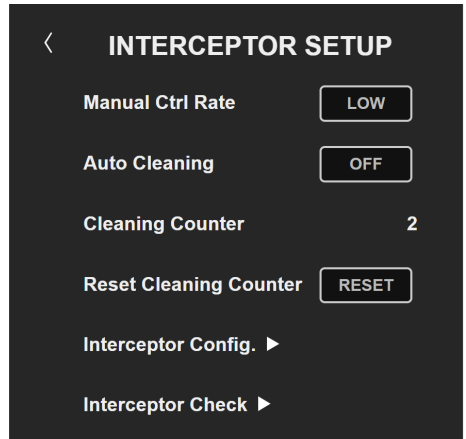 INTERCEPTOR SETUP
Manual Ctrl Rate LOW
Auto Cleaning OFF
Cleaning Counter 2
Reset Cleaning Counter RESET
Interceptor Config.
Interceptor Check